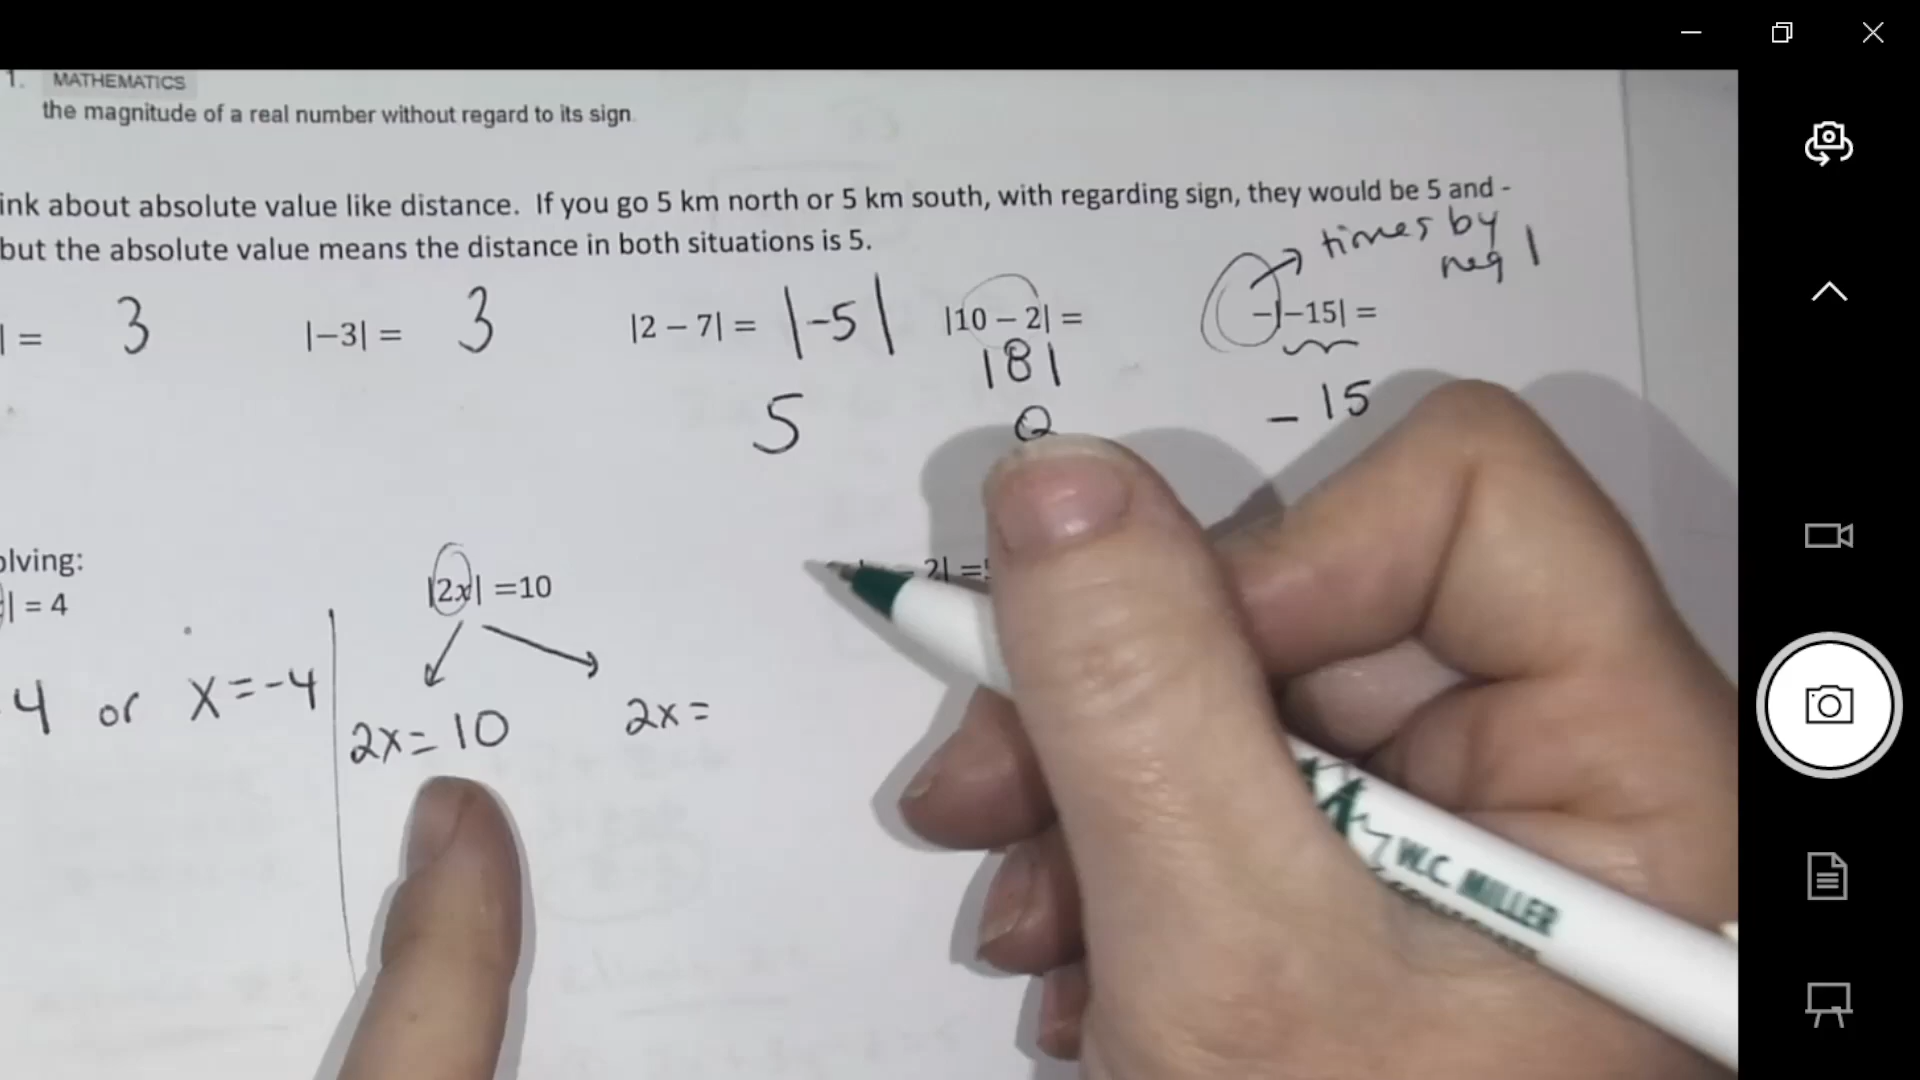 1. MATHEMATICS
the magnitude of a real number without regard to its sign.
ink about absolute value like distance. If you go 5 km north or 5 km south, with regarding sign, they would be 5 and -
but the absolute value means the distance in both situations is 5.
times by
neg 1
| = 3 |−3| = 3 |2 − 7| = |-5| |10 − 2| = −|−15| =
|8|
5 - 15
olving:
| = 4 |2x| =10 2| =
4 or x=-4 2x= 10 2x=
W.C. MILLER